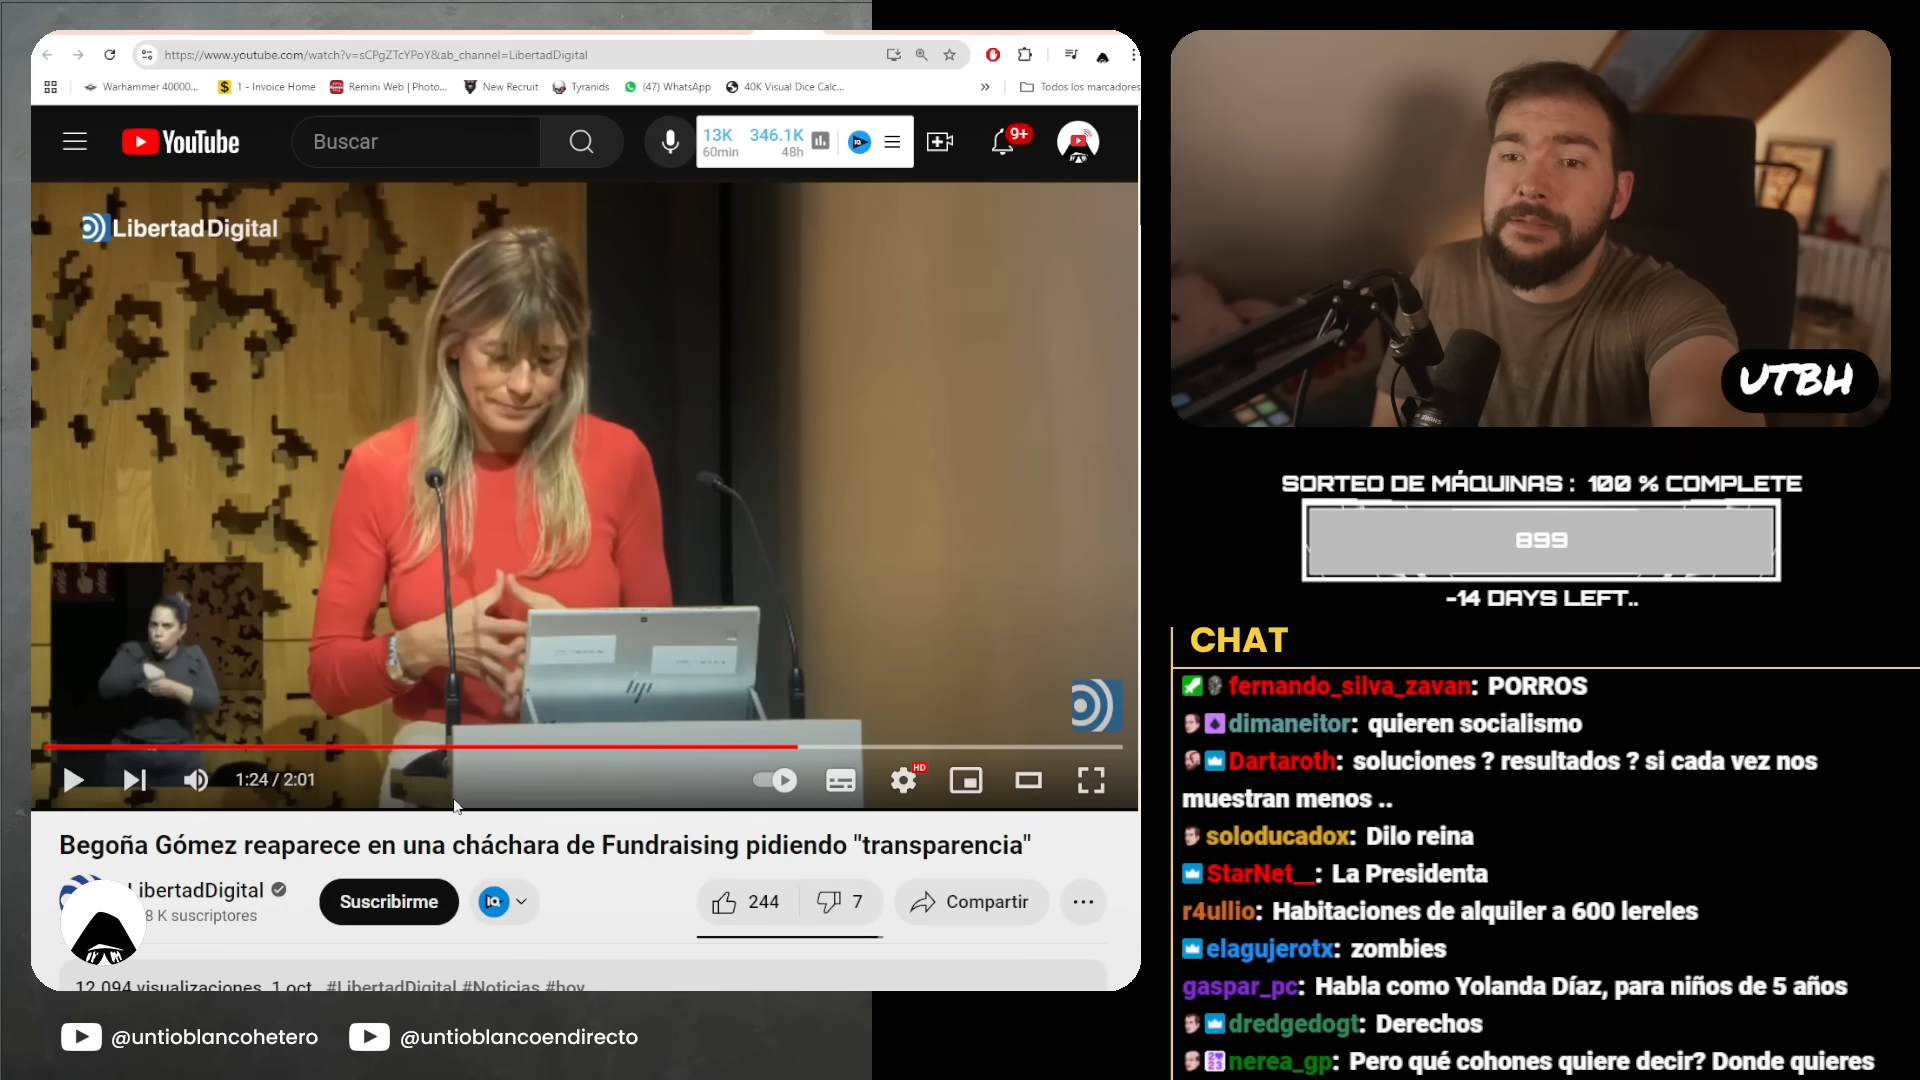 https://www.youtube.com/watch?v=sCPgZTcYPoY&ab_channel=LibertadDigital
Warhammer 40000... 1 - Invoice Home Remini Web | Photo... New Recruit Tyranids (47) WhatsApp 40K Visual Dice Calc... » Todos los marcadores
YouTube Buscar 13K 346.1K 9+
60min 48h
LibertadDigital
hp
1:24 / 2:01 HD
Begoña Gómez reaparece en una cháchara de Fundraising pidiendo "transparencia"
LibertadDigital
8 K suscriptores
Suscribirme 244 7 Compartir
12.094 visualizaciones 1 oct #LibertadDigital #Noticias #hoy
@untioblancohetero @untioblancoendirecto
UTBH
SORTEO DE MÁQUINAS : 100 % COMPLETE
899
-14 DAYS LEFT..
CHAT
fernando_silva_zavan: PORROS
dimaneitor: quieren socialismo
Dartaroth: soluciones ? resultados ? si cada vez nos
muestran menos ..
soloducadox: Dilo reina
StarNet__: La Presidenta
r4ullio: Habitaciones de alquiler a 600 lereles
elagujerotx: zombies
gaspar_pc: Habla como Yolanda Díaz, para niños de 5 años
dredgedogt: Derechos
nerea_gp: Pero qué cohones quiere decir? Donde quieres